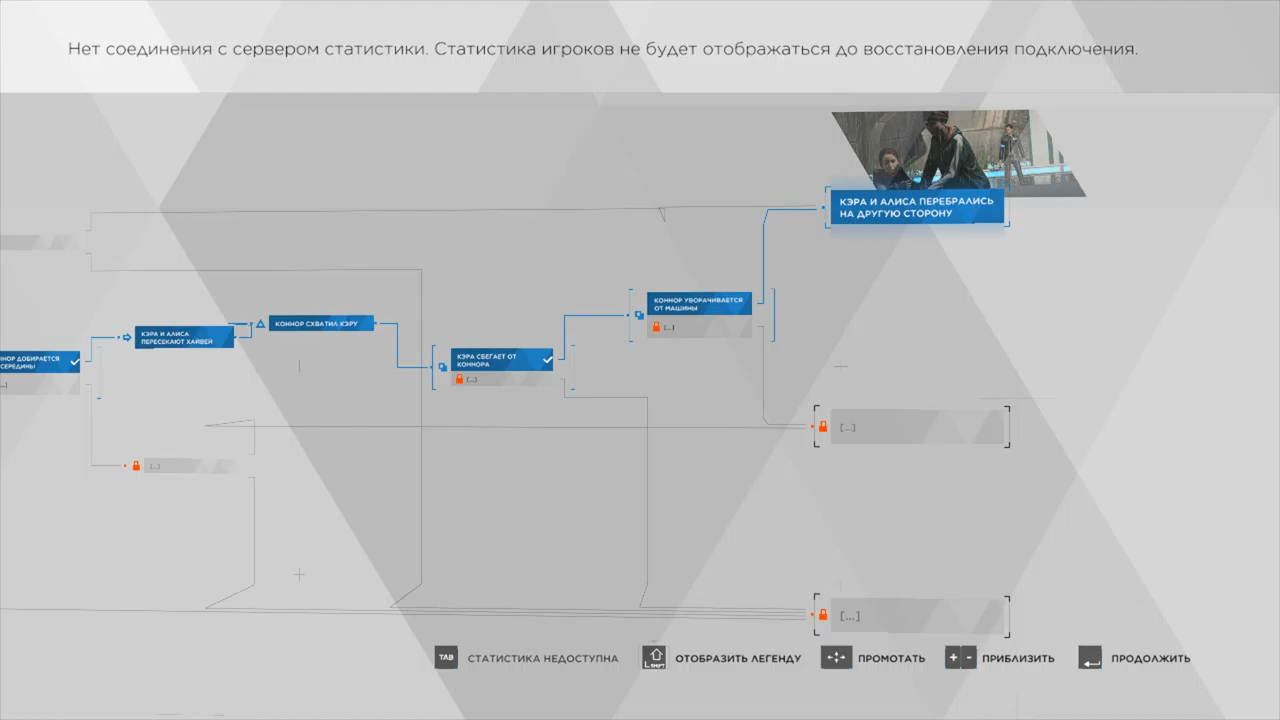 Нет соединения с сервером статистики. Статистика игроков не будет отображаться до восстановления подключения.
КЭРА И АЛИСА ПЕРЕБРАЛИСЬ
НА ДРУГУЮ СТОРОНУ
КОННОР УВОРАЧИВАЕТСЯ
ОТ МАШИНЫ
[...]
КОННОР СХВАТИЛ КЭРУ
КЭРА И АЛИСА
ПЕРЕСЕКАЮТ ХАЙВЕЙ
ННОР ДОБИРАЕТСЯ
СЕРЕДИНЫ
...]
КЭРА СБЕГАЕТ ОТ
КОННОРА
[...]
[...]
[...]
[...]
TAB СТАТИСТИКА НЕДОСТУПНА
L SHIFT ОТОБРАЗИТЬ ЛЕГЕНДУ
ПРОМОТАТЬ
+ - ПРИБЛИЗИТЬ
ПРОДОЛЖИТЬ